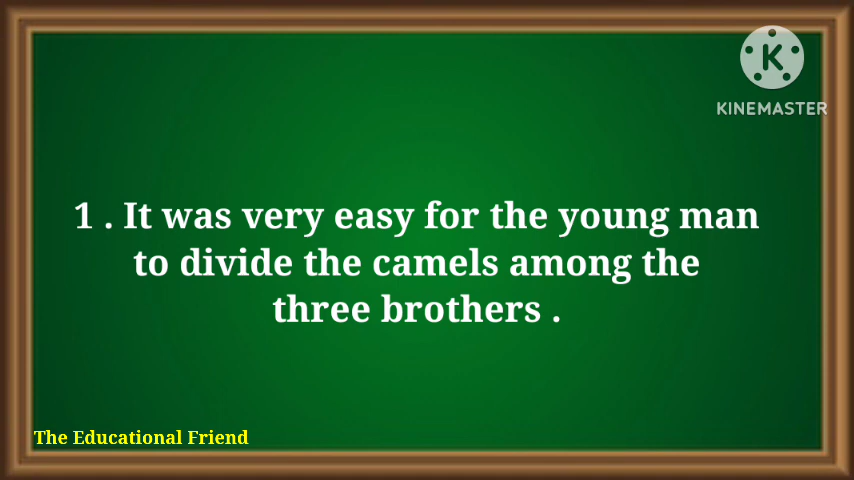 KINEMASTER
1 . It was very easy for the young man
to divide the camels among the
three brothers .
The Educational Friend